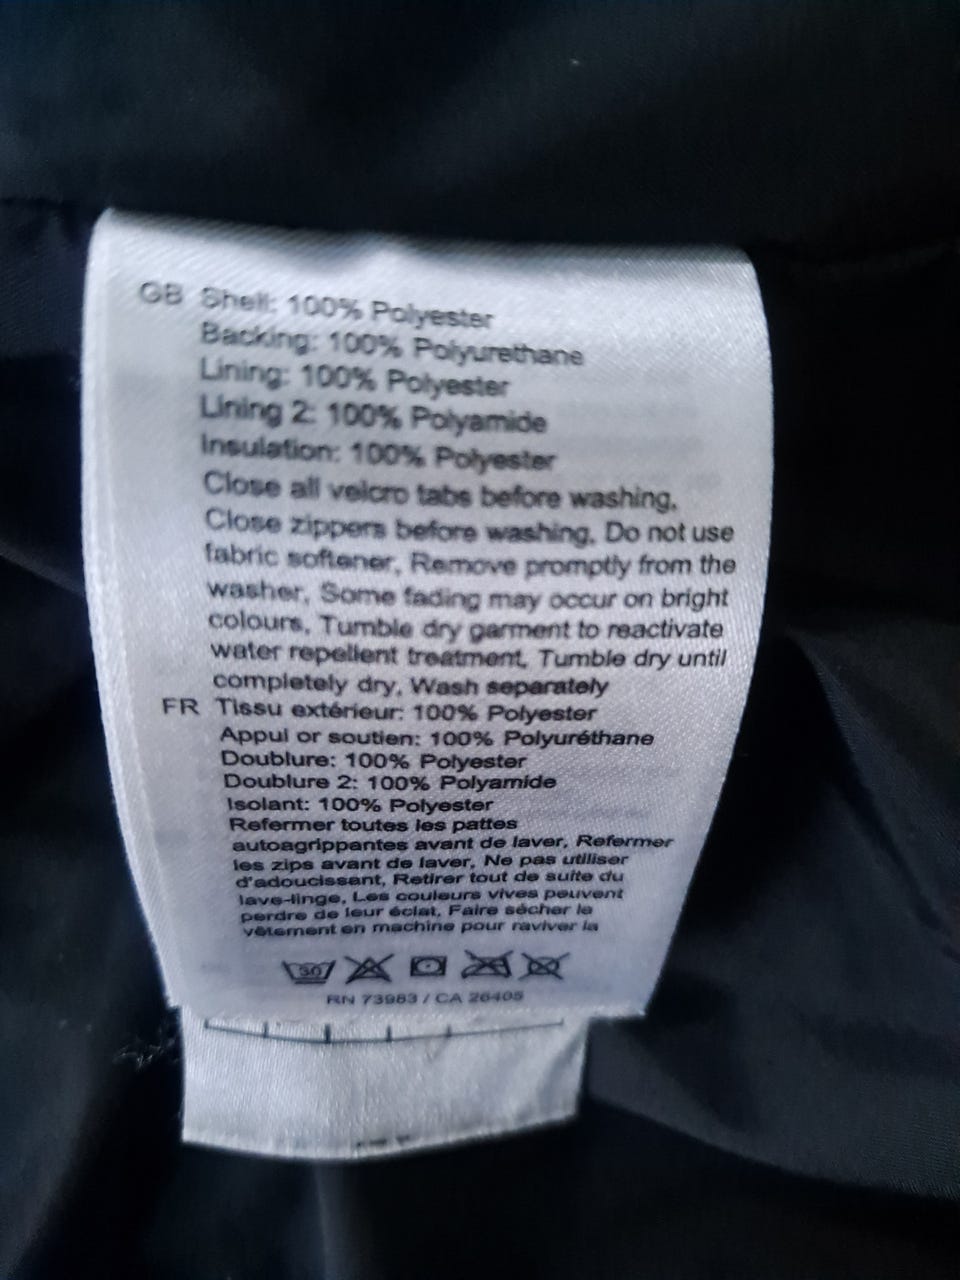 GB Shell: 100% Polyester
Backing: 100% Polyurethane
Lining: 100% Polyester
Lining 2: 100% Polyamide
Insulation: 100% Polyester
Close all velcro tabs before washing,
Close zippers before washing, Do not use
fabric softener, Remove promptly from the
washer, Some fading may occur on bright
colours, Tumble dry garment to reactivate
water repellent treatment, Tumble dry until
completely dry, Wash separately
FR Tissu extérieur: 100% Polyester
Appui or soutien: 100% Polyuréthane
Doublure: 100% Polyester
Doublure 2: 100% Polyamide
Isolant: 100% Polyester
Refermer toutes les pattes
autoagrippantes avant de laver, Refermer
les zips avant de laver, Ne pas utiliser
d'adoucissant, Retirer tout de suite du
lave-linge, Les couleurs vives peuvent
perdre de leur éclat, Faire sécher le
vêtement en machine pour raviver la
30
RN 73983 / CA 26405